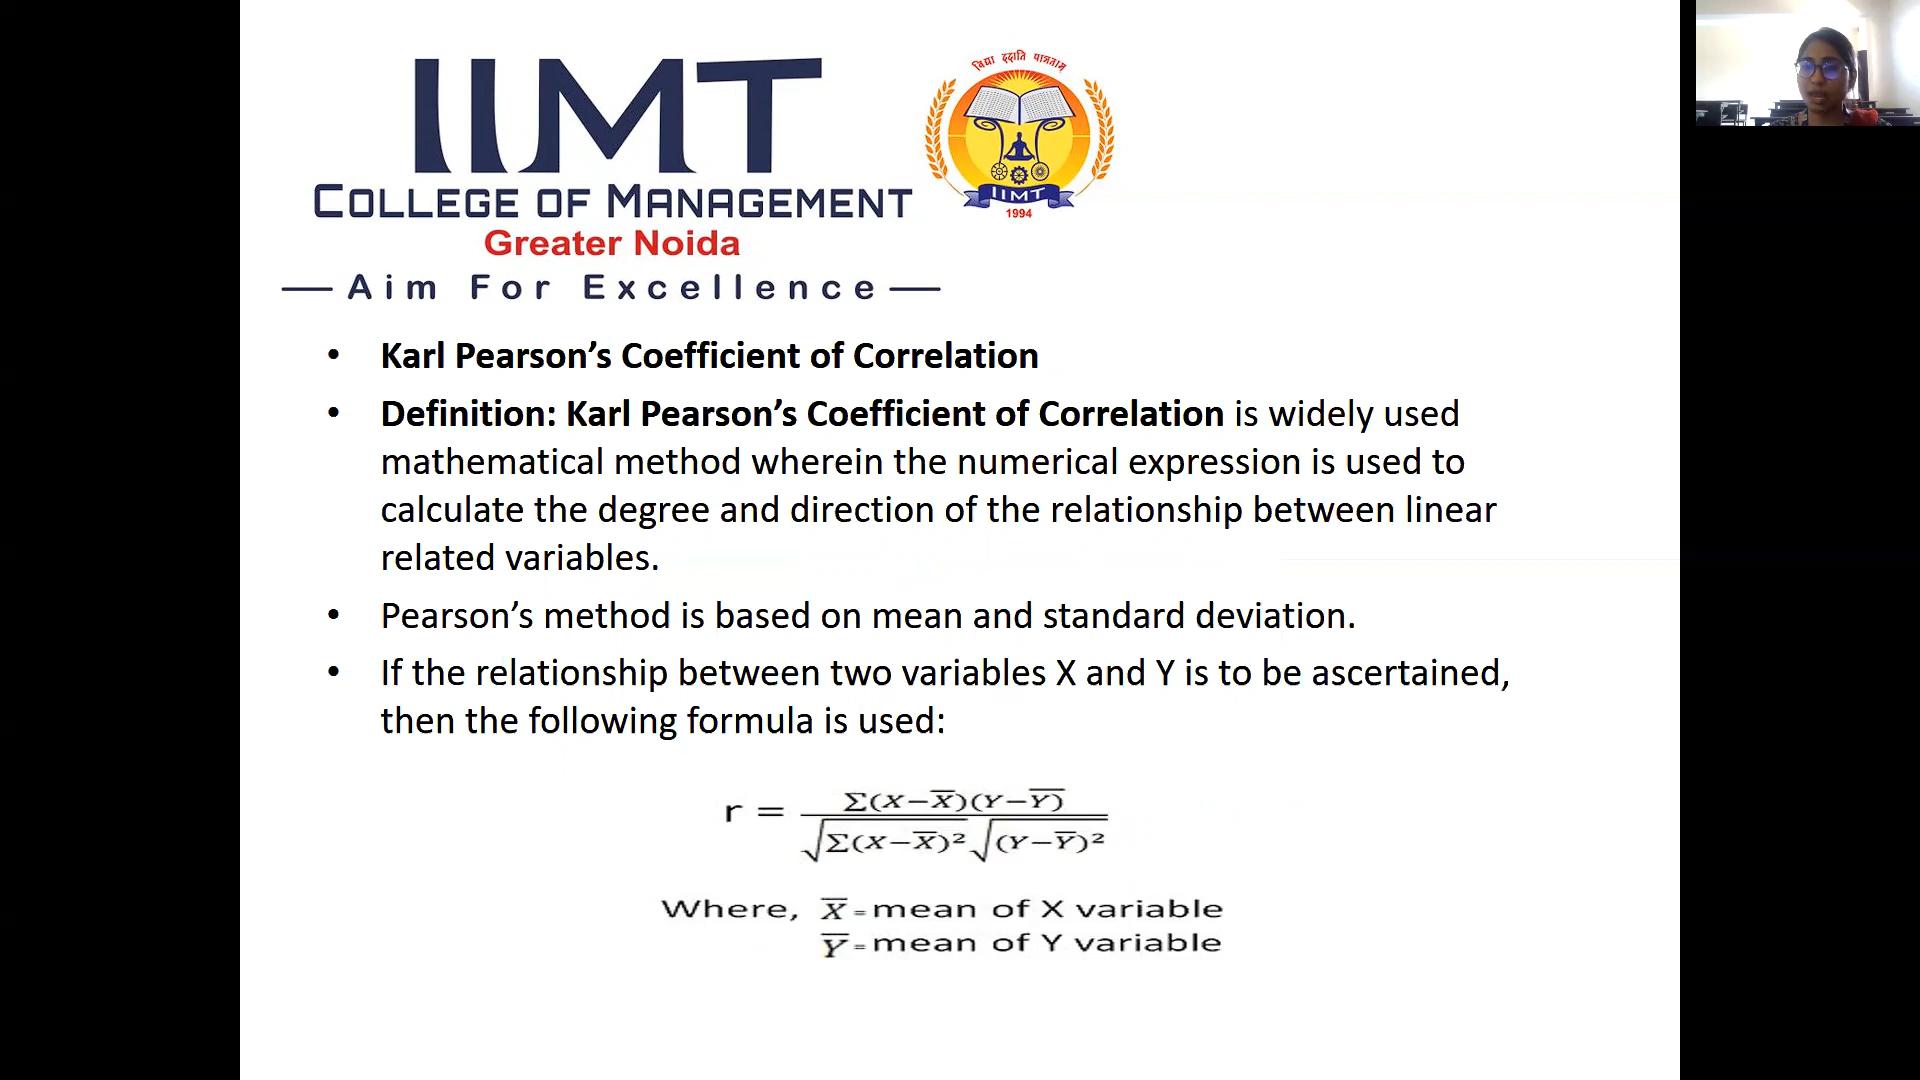 IIMT
COLLEGE OF MANAGEMENT
Greater Noida
Aim For Excellence
विद्या ददाति पात्रताम्
IIMT
1994
• Karl Pearson’s Coefficient of Correlation
• Definition: Karl Pearson’s Coefficient of Correlation is widely used
mathematical method wherein the numerical expression is used to
calculate the degree and direction of the relationship between linear
related variables.
• Pearson’s method is based on mean and standard deviation.
• If the relationship between two variables X and Y is to be ascertained,
then the following formula is used:
r = Σ(X−X̅)(Y−Y̅) / √Σ(X−X̅)² √(Y−Y̅)²
Where, X̅ = mean of X variable
Y̅ = mean of Y variable